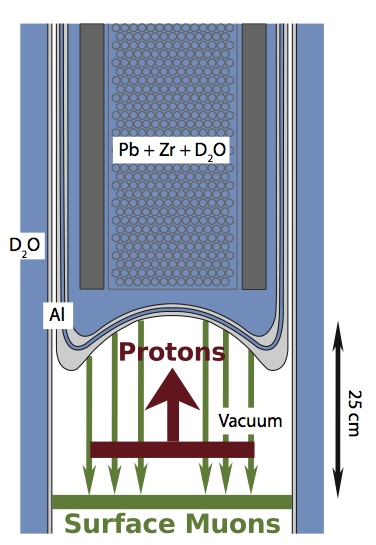 Pb + Zr + D₂O
D₂O
Al
Protons
Vacuum
25 cm
Surface Muons